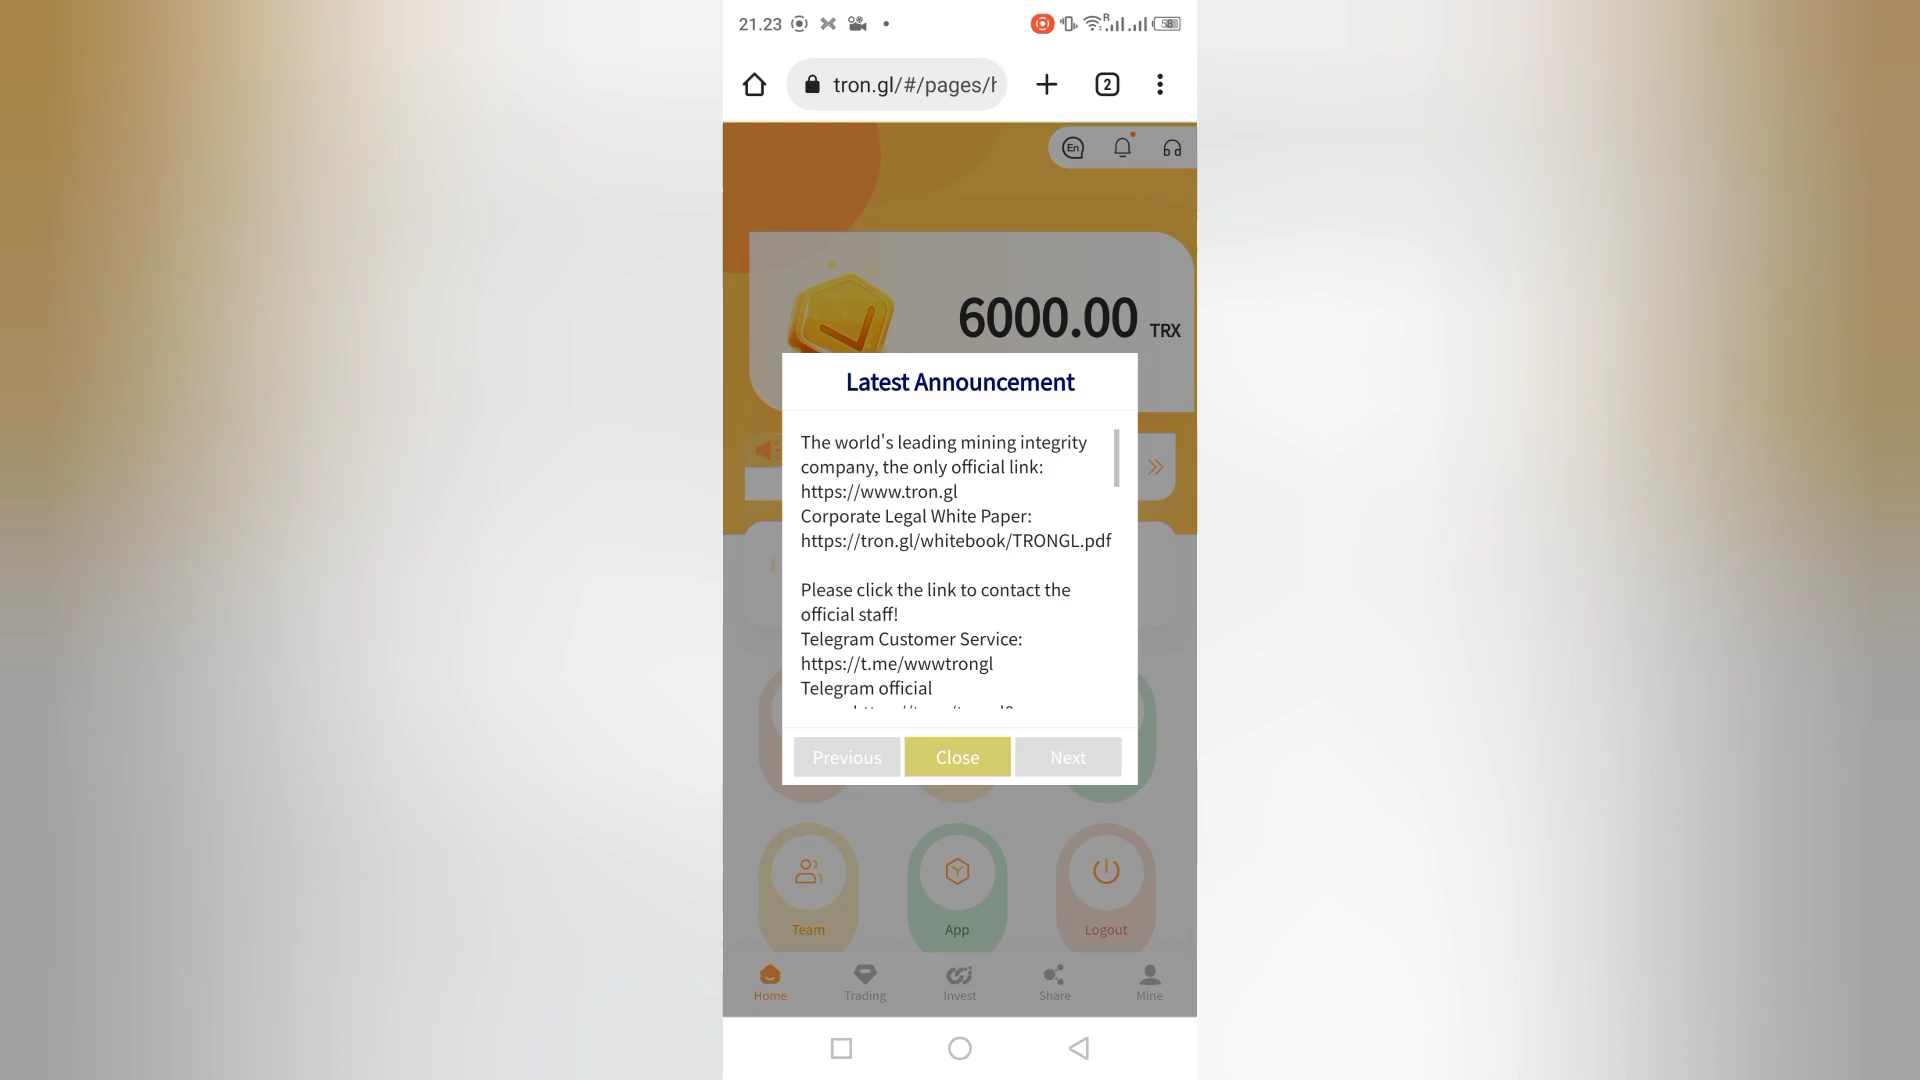 21.23
R
58
tron.gl/#/pages/h
2
En
6000.00 TRX
Latest Announcement
The world's leading mining integrity
company, the only official link:
https://www.tron.gl
Corporate Legal White Paper:
https://tron.gl/whitebook/TRONGL.pdf
Please click the link to contact the
official staff!
Telegram Customer Service:
https://t.me/wwwtrongl
Telegram official
Previous Close Next
Team App Logout
Home Trading Invest Share Mine